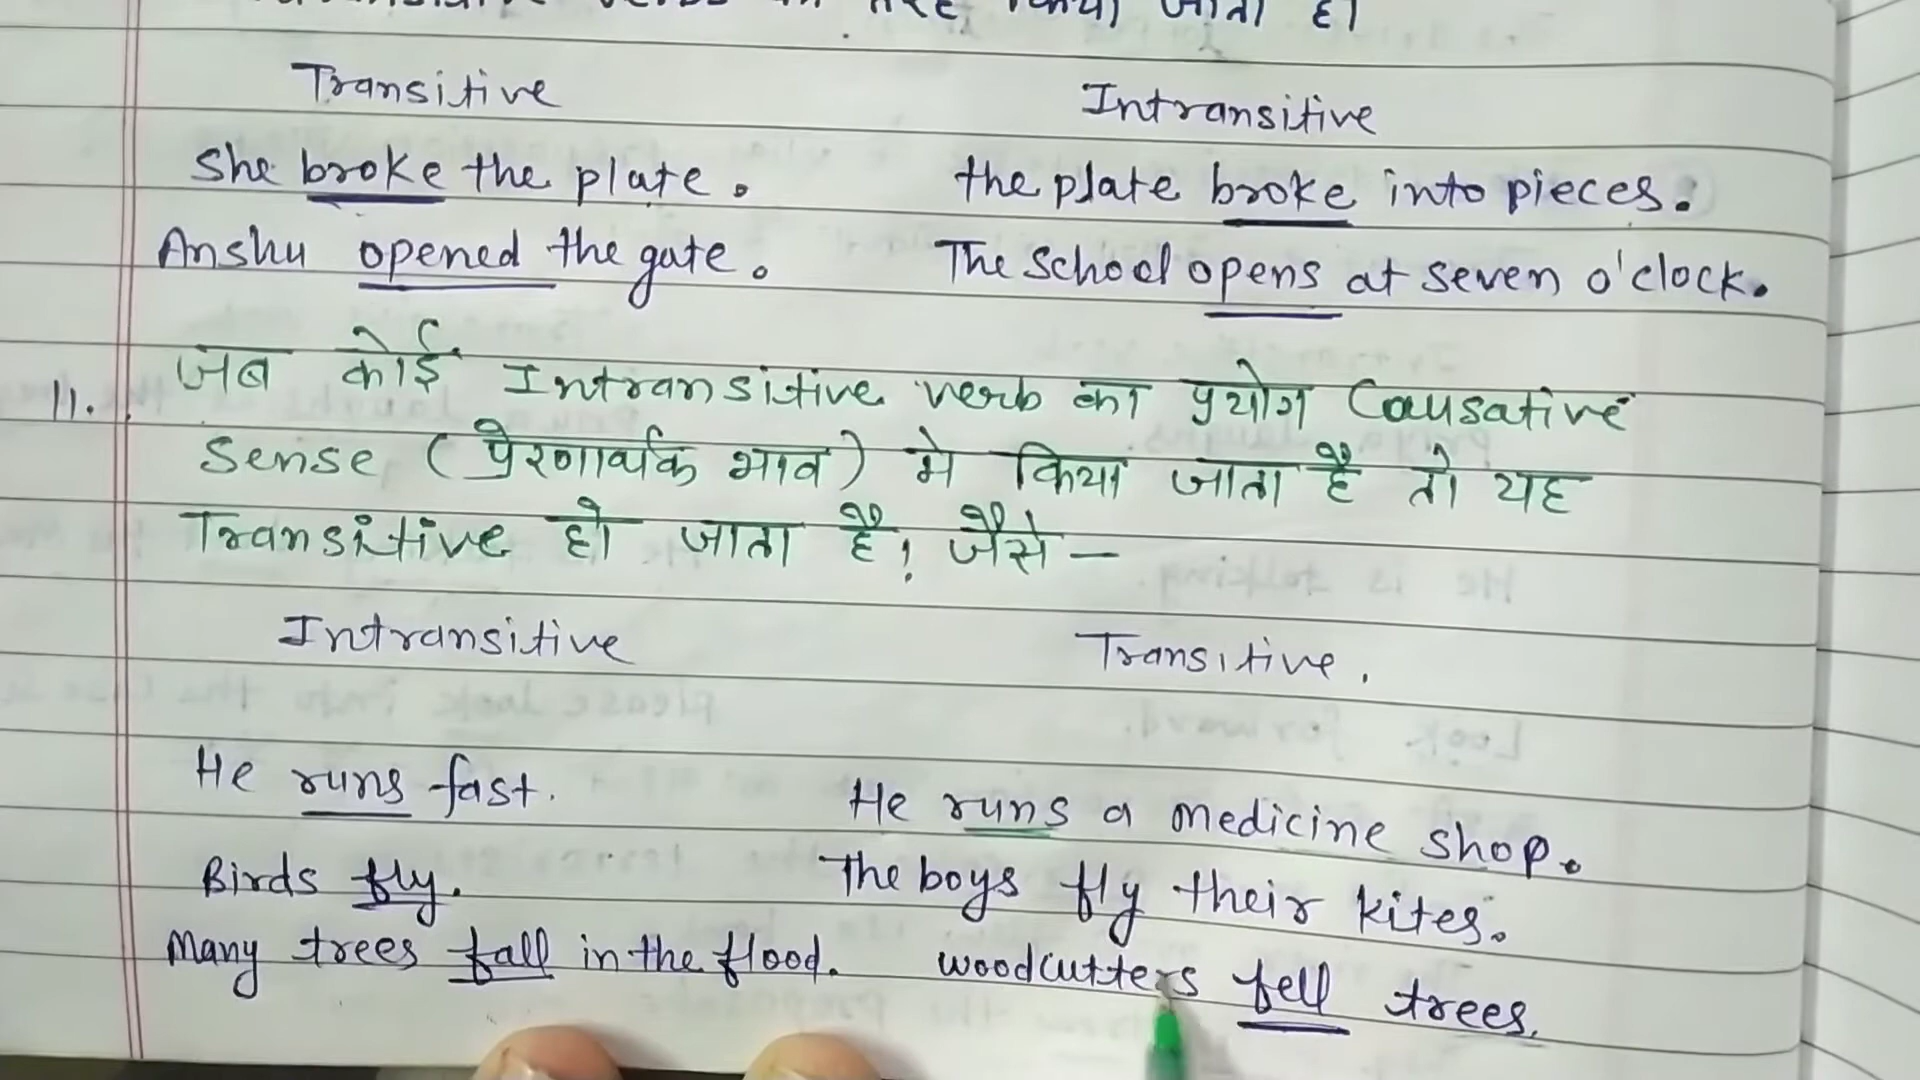 किया जाता है।
Transitive Intransitive
She broke the plate. the plate broke into pieces.
Anshu opened the gate. The School opens at seven o'clock.
11. जब कोई Intransitive verb का प्रयोग Causative
Sense (प्रेरणार्थक भाव) मे किया जाता है तो यह
Transitive हो जाता है। जैसे —
Intransitive Transitive.
He runs fast. He runs a medicine shop.
Birds fly. The boys fly their kites.
Many trees fall in the flood. woodcutters fell trees.